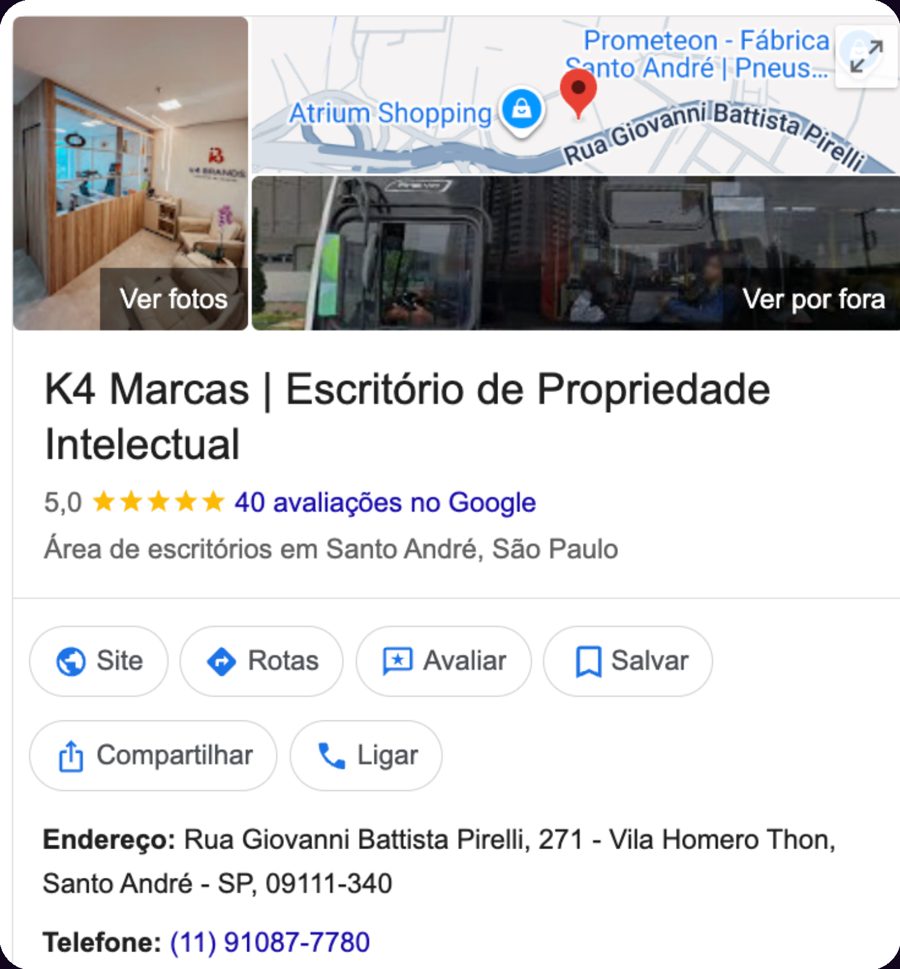 Prometeon - Fábrica
Santo André | Pneus...
Atrium Shopping
Rua Giovanni Battista Pirelli
K4 BRANDS
Ver fotos
Ver por fora
K4 Marcas | Escritório de Propriedade
Intelectual
5,0 40 avaliações no Google
Área de escritórios em Santo André, São Paulo
Site Rotas Avaliar Salvar
Compartilhar Ligar
Endereço: Rua Giovanni Battista Pirelli, 271 - Vila Homero Thon,
Santo André - SP, 09111-340
Telefone: (11) 91087-7780